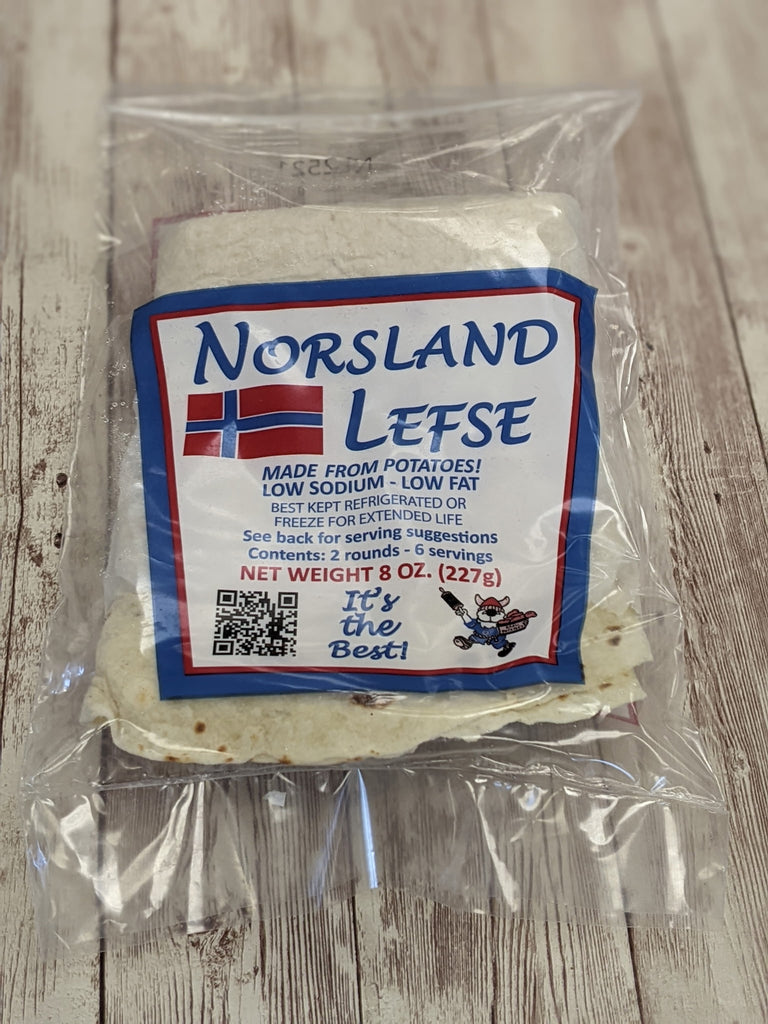 NORSLAND
LEFSE
MADE FROM POTATOES!
LOW SODIUM - LOW FAT
BEST KEPT REFRIGERATED OR
FREEZE FOR EXTENDED LIFE
See back for serving suggestions
Contents: 2 rounds - 6 servings
NET WEIGHT 8 OZ. (227g)
It's
the
Best!